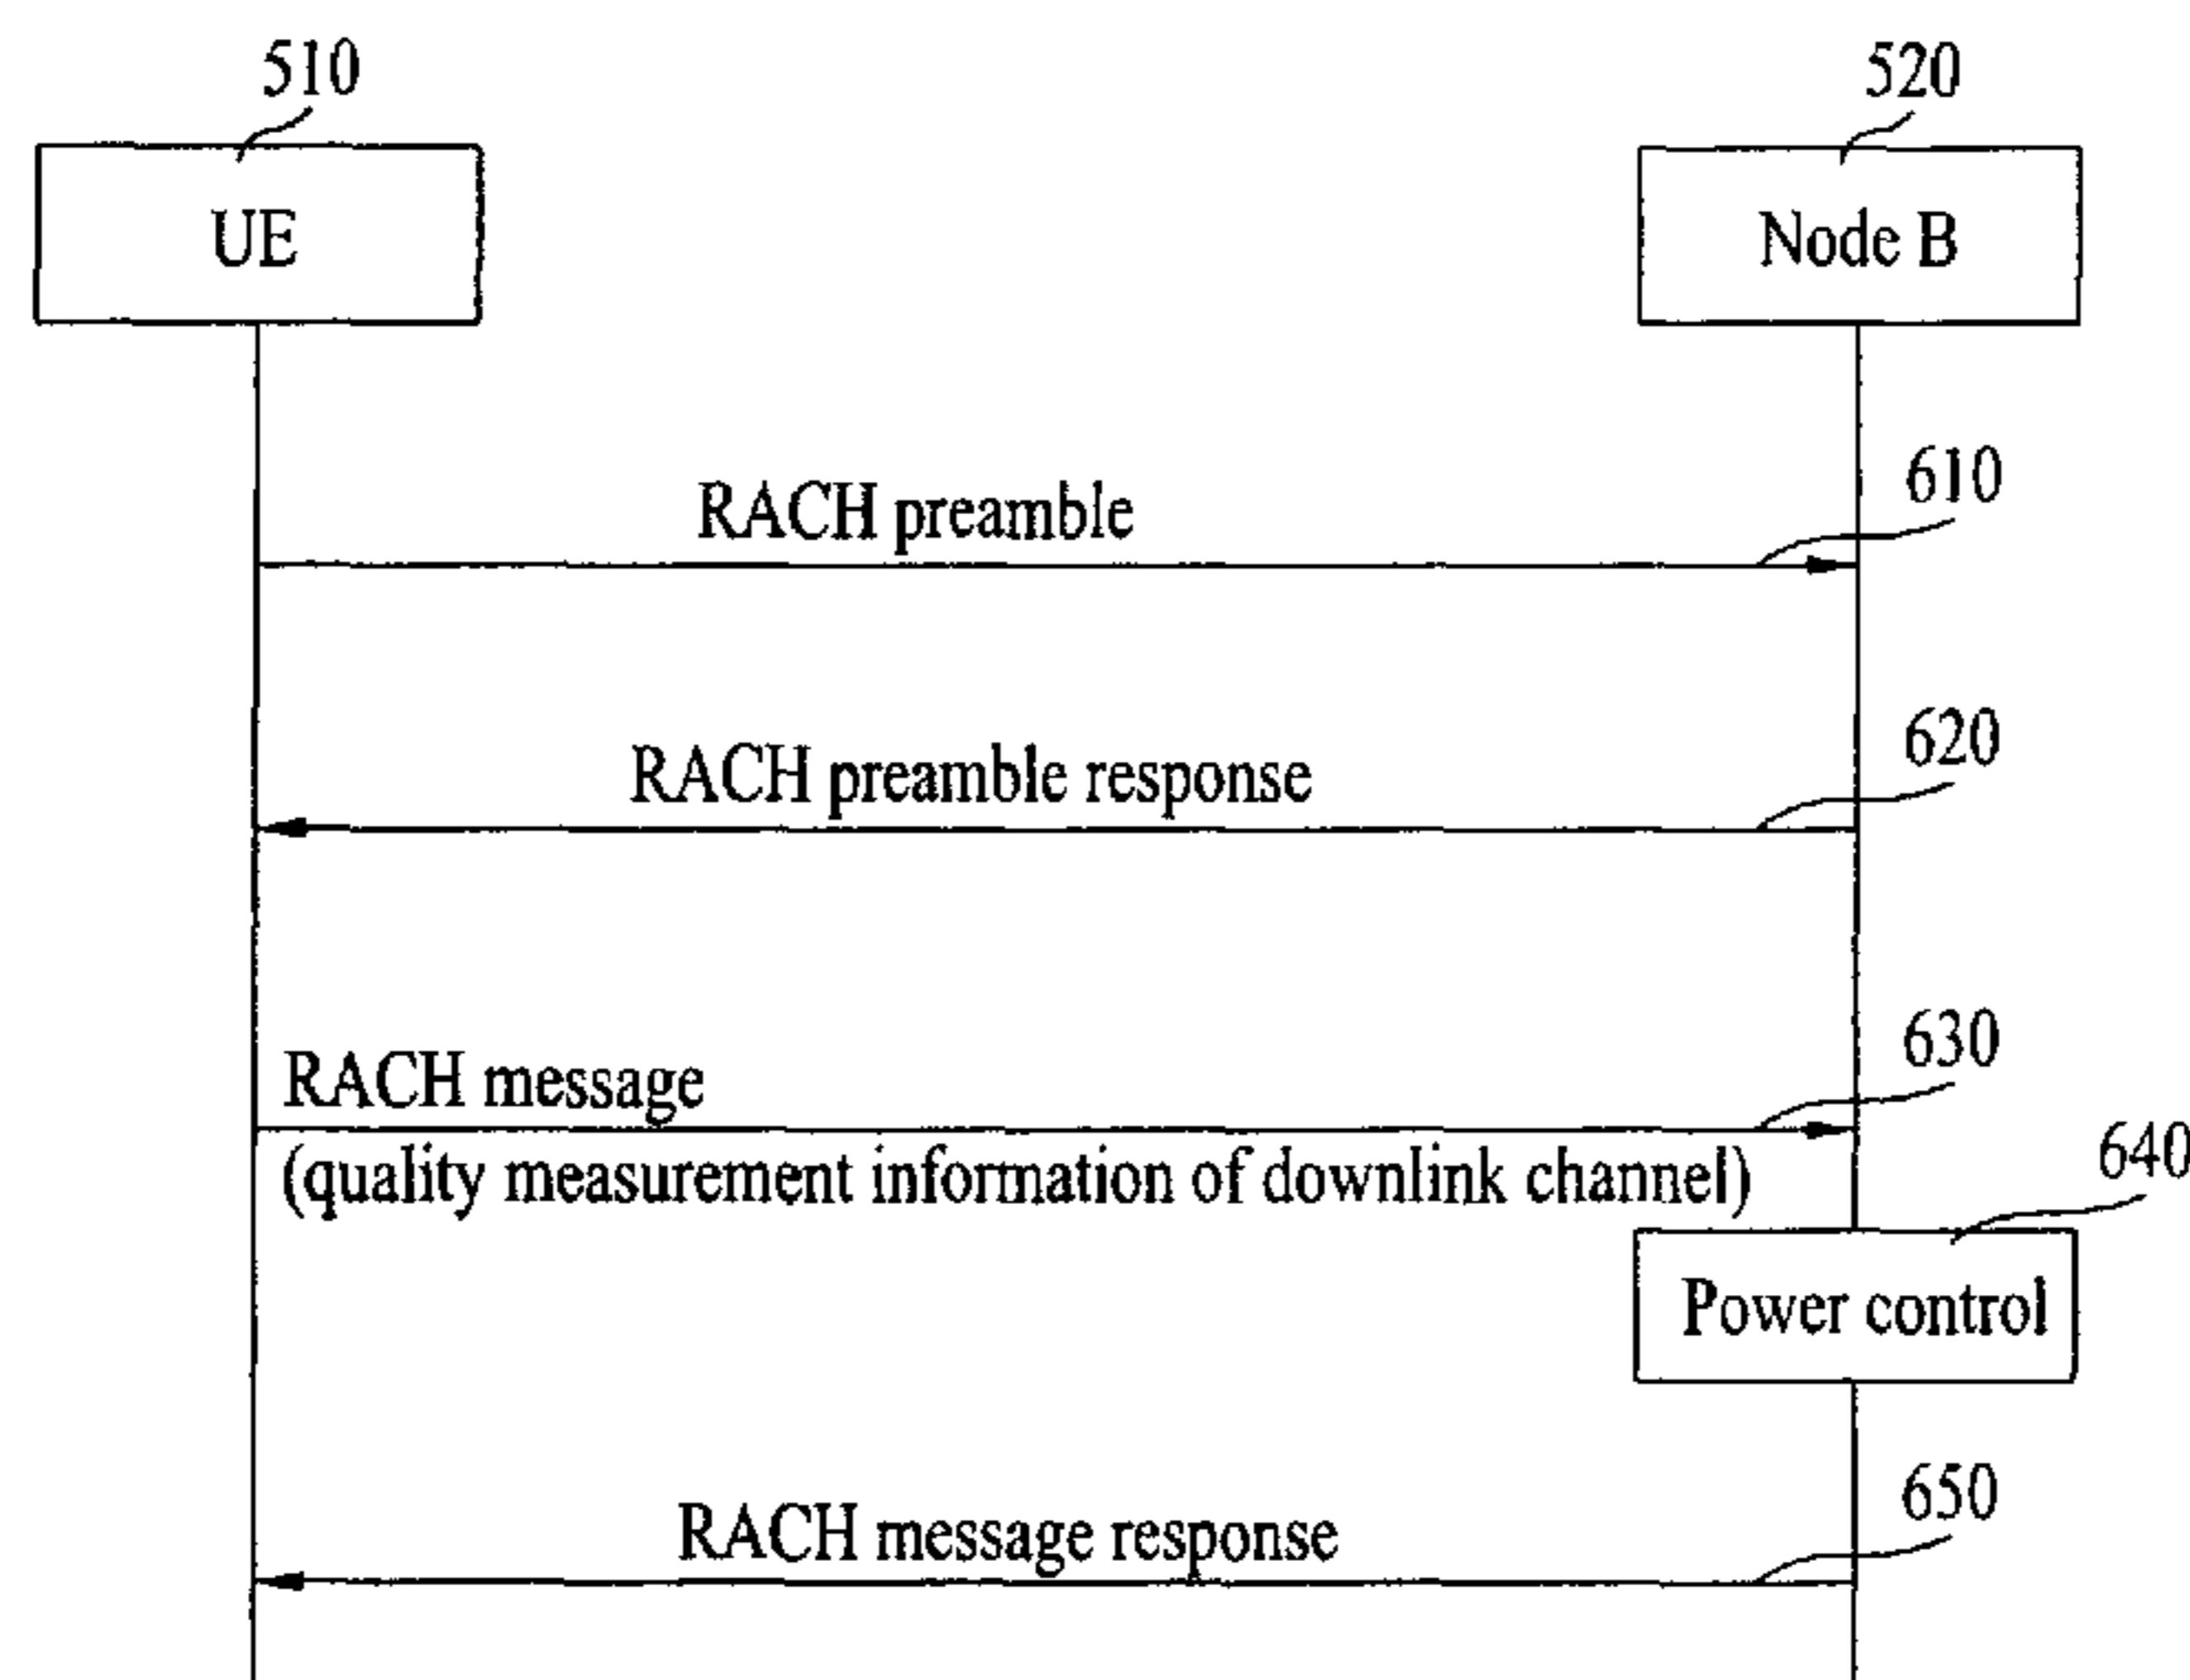 510
520
UE
Node B
610
RACH preamble
620
RACH preamble response
630
RACH message
640
(quality measurement information of downlink channel)
Power control
650
RACH message response